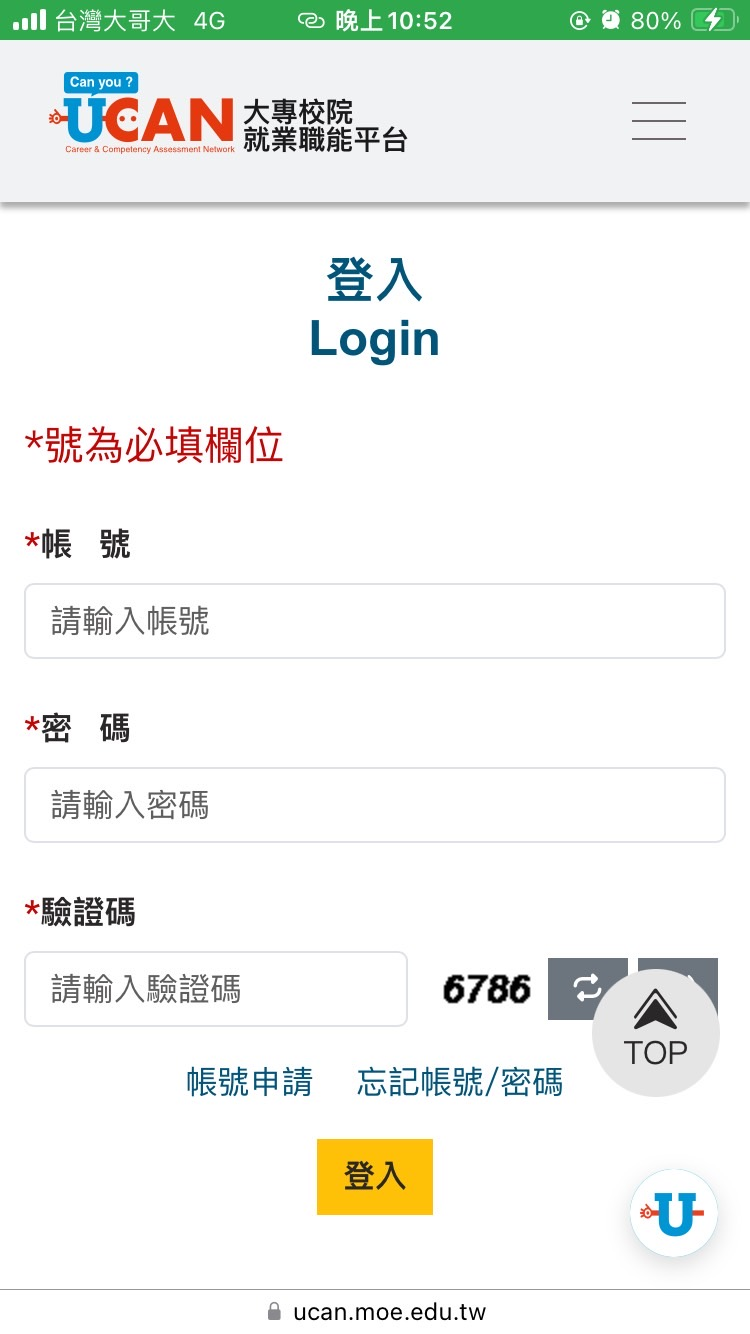 台灣大哥大 4G 晚上10:52 80%
Can you ?
UCAN
Career & Competency Assessment Network
大專校院
就業職能平台
登入
Login
*號為必填欄位
*帳 號
請輸入帳號
*密 碼
請輸入密碼
*驗證碼
請輸入驗證碼 6786
TOP
帳號申請 忘記帳號/密碼
登入
U
ucan.moe.edu.tw